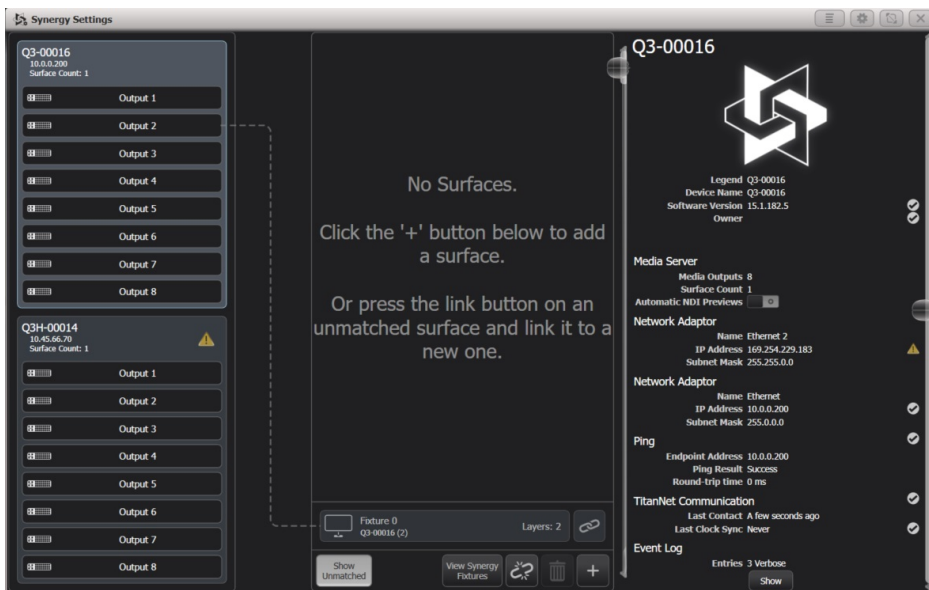 Synergy Settings
Q3-00016
10.0.0.200
Surface Count: 1
Output 1
Output 2
Output 3
Output 4
Output 5
Output 6
Output 7
Output 8
Q3H-00014
10.45.66.70
Surface Count: 1
Output 1
Output 2
Output 3
Output 4
Output 5
Output 6
Output 7
Output 8
No Surfaces.
Click the '+' button below to add
a surface.
Or press the link button on an
unmatched surface and link it to a
new one.
Fixture 0
Q3-00016 (2)
Layers: 2
Show
Unmatched
View Synergy
Fixtures
+
Q3-00016
Legend Q3-00016
Device Name Q3-00016
Software Version 15.1.182.5
Owner
Media Server
Media Outputs 8
Surface Count 1
Automatic NDI Previews
Network Adaptor
Name Ethernet 2
IP Address 169.254.229.183
Subnet Mask 255.255.0.0
Network Adaptor
Name Ethernet
IP Address 10.0.0.200
Subnet Mask 255.0.0.0
Ping
Endpoint Address 10.0.0.200
Ping Result Success
Round-trip time 0 ms
TitanNet Communication
Last Contact A few seconds ago
Last Clock Sync Never
Event Log
Entries 3 Verbose
Show